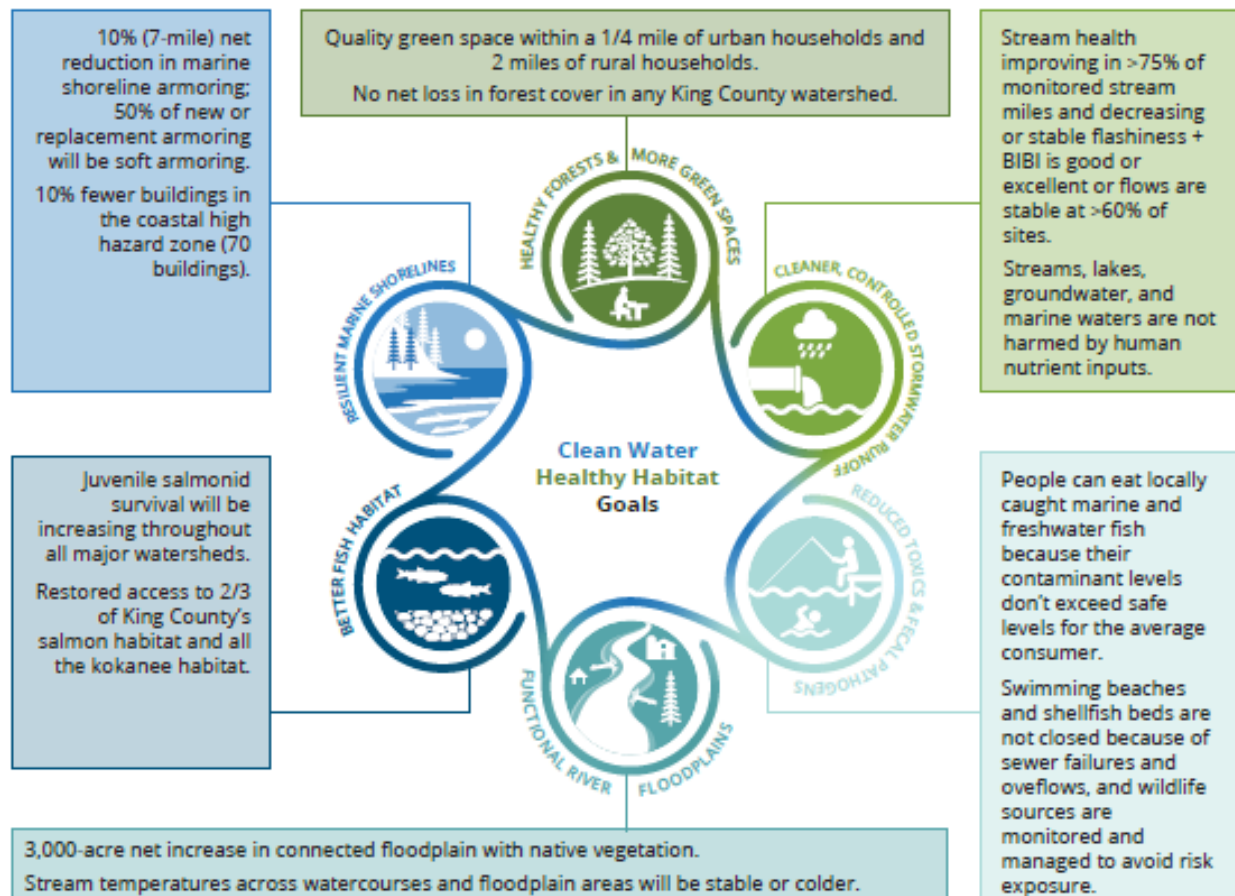 10% (7-mile) net
reduction in marine
shoreline armoring;
50% of new or
replacement armoring
will be soft armoring.
10% fewer buildings in
the coastal high
hazard zone (70
buildings).
Quality green space within a 1/4 mile of urban households and
2 miles of rural households.
No net loss in forest cover in any King County watershed.
Stream health
improving in >75% of
monitored stream
miles and decreasing
or stable flashiness +
BIBI is good or
excellent or flows are
stable at >60% of
sites.
Streams, lakes,
groundwater, and
marine waters are not
harmed by human
nutrient inputs.
HEALTHY FORESTS & MORE GREEN SPACES
RESILIENT MARINE SHORELINES
CLEANER, CONTROLLED STORMWATER RUNOFF
Clean Water
Healthy Habitat
Goals
BETTER FISH HABITAT
REDUCED TOXICS & FECAL PATHOGENS
FUNCTIONAL RIVER FLOODPLAINS
Juvenile salmonid
survival will be
increasing throughout
all major watersheds.
Restored access to 2/3
of King County's
salmon habitat and all
the kokanee habitat.
People can eat locally
caught marine and
freshwater fish
because their
contaminant levels
don't exceed safe
levels for the average
consumer.
Swimming beaches
and shellfish beds are
not closed because of
sewer failures and
oveflows, and wildlife
sources are
monitored and
managed to avoid risk
exposure.
3,000-acre net increase in connected floodplain with native vegetation.
Stream temperatures across watercourses and floodplain areas will be stable or colder.